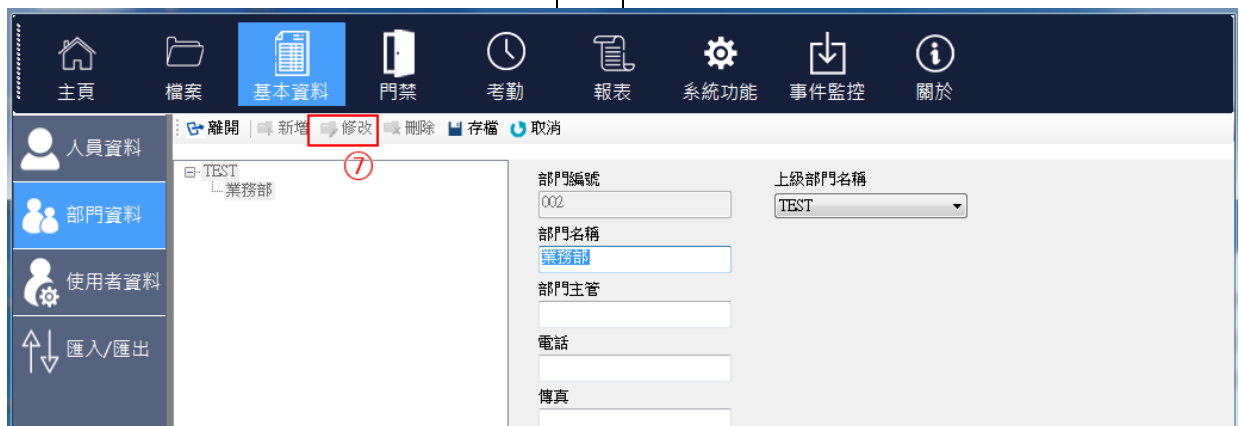 主頁 檔案 基本資料 門禁 考勤 報表 系統功能 事件監控 關於
離開 新增 修改 刪除 存檔 取消
⑦
人員資料
部門資料
使用者資料
匯入/匯出
TEST
業務部
部門編號 上級部門名稱
002 TEST
部門名稱
業務部
部門主管
電話
傳真